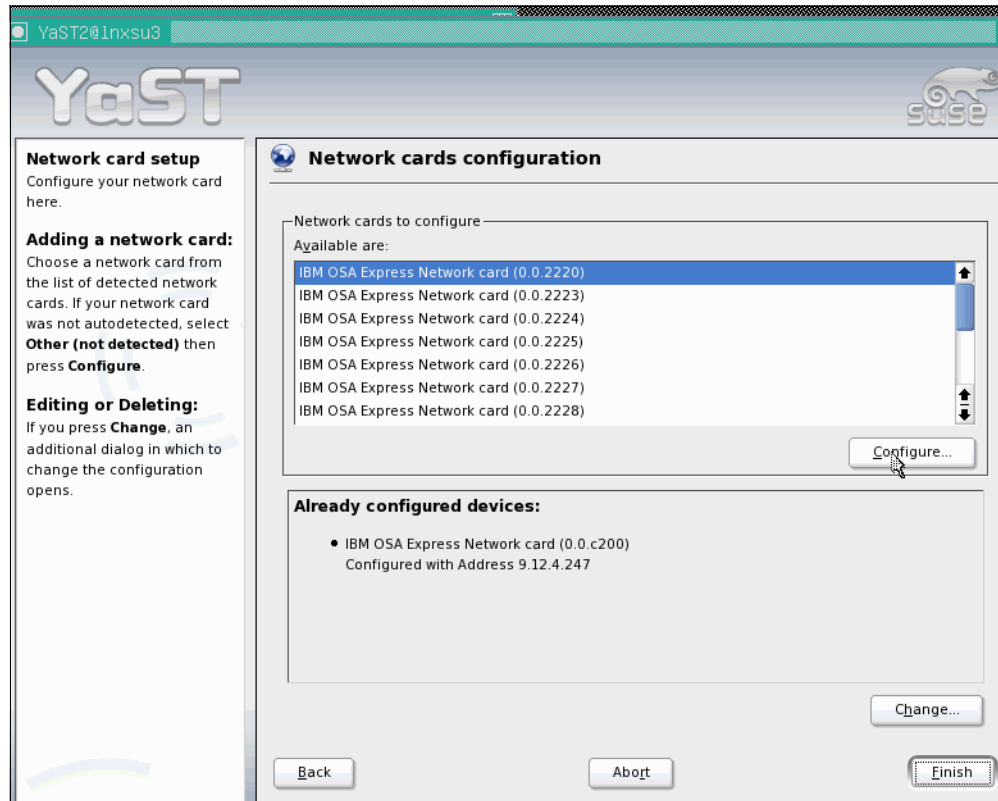 YaST2@lnxsu3
YaST
SUSE
Network card setup
Configure your network card
here.
Adding a network card:
Choose a network card from
the list of detected network
cards. If your network card
was not autodetected, select
Other (not detected) then
press Configure.
Editing or Deleting:
If you press Change, an
additional dialog in which to
change the configuration
opens.
Network cards configuration
Network cards to configure
Available are:
IBM OSA Express Network card (0.0.2220)
IBM OSA Express Network card (0.0.2223)
IBM OSA Express Network card (0.0.2224)
IBM OSA Express Network card (0.0.2225)
IBM OSA Express Network card (0.0.2226)
IBM OSA Express Network card (0.0.2227)
IBM OSA Express Network card (0.0.2228)
Configure...
Already configured devices:
• IBM OSA Express Network card (0.0.c200)
Configured with Address 9.12.4.247
Change...
Back
Abort
Finish